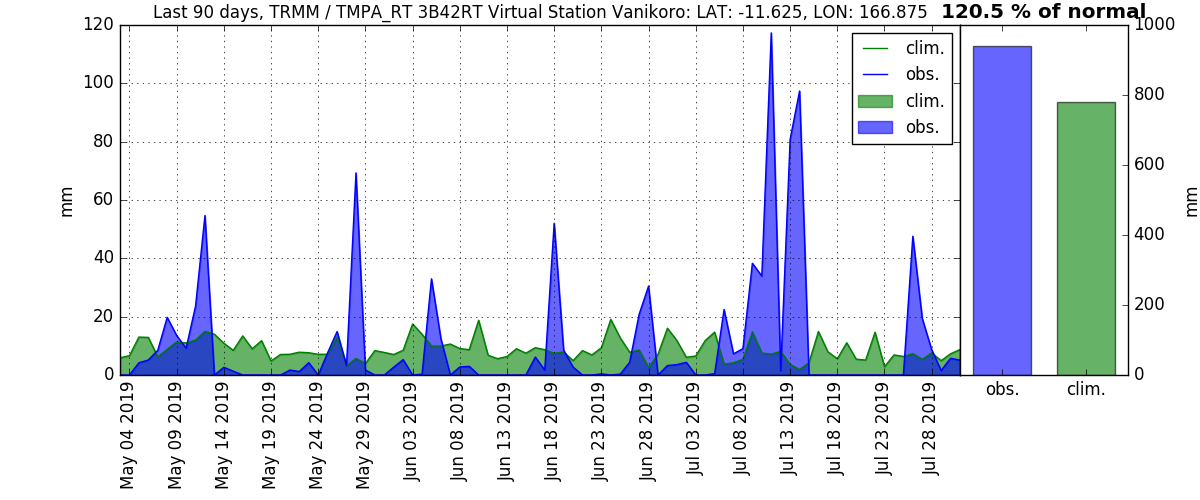 Last 90 days, TRMM / TMPA_RT 3B42RT Virtual Station Vanikoro: LAT: -11.625, LON: 166.875
120.5 % of normal
120
100
80
60
40
20
0
mm
clim.
obs.
clim.
obs.
May 04 2019
May 09 2019
May 14 2019
May 19 2019
May 24 2019
May 29 2019
Jun 03 2019
Jun 08 2019
Jun 13 2019
Jun 18 2019
Jun 23 2019
Jun 28 2019
Jul 03 2019
Jul 08 2019
Jul 13 2019
Jul 18 2019
Jul 23 2019
Jul 28 2019
1000
800
600
400
200
0
mm
obs.
clim.